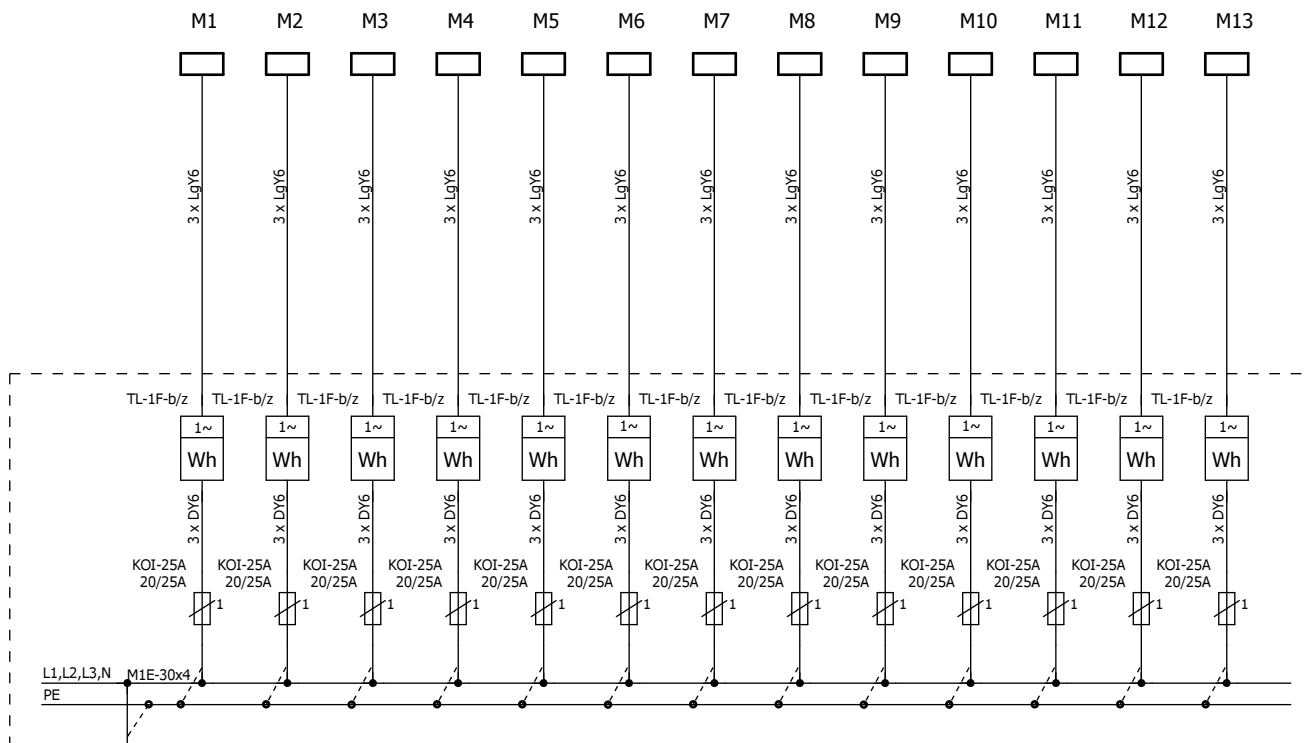 M1 M2 M3 M4 M5 M6 M7 M8 M9 M10 M11 M12 M13
3 x LgY6 3 x LgY6 3 x LgY6 3 x LgY6 3 x LgY6 3 x LgY6 3 x LgY6 3 x LgY6 3 x LgY6 3 x LgY6 3 x LgY6 3 x LgY6 3 x LgY6
TL-1F-b/z TL-1F-b/z TL-1F-b/z TL-1F-b/z TL-1F-b/z TL-1F-b/z TL-1F-b/z TL-1F-b/z TL-1F-b/z TL-1F-b/z TL-1F-b/z TL-1F-b/z TL-1F-b/z
1~ 1~ 1~ 1~ 1~ 1~ 1~ 1~ 1~ 1~ 1~ 1~ 1~
Wh Wh Wh Wh Wh Wh Wh Wh Wh Wh Wh Wh Wh
3 x DY6 3 x DY6 3 x DY6 3 x DY6 3 x DY6 3 x DY6 3 x DY6 3 x DY6 3 x DY6 3 x DY6 3 x DY6 3 x DY6 3 x DY6
KOI-25A KOI-25A KOI-25A KOI-25A KOI-25A KOI-25A KOI-25A KOI-25A KOI-25A KOI-25A KOI-25A KOI-25A KOI-25A
20/25A 20/25A 20/25A 20/25A 20/25A 20/25A 20/25A 20/25A 20/25A 20/25A 20/25A 20/25A 20/25A
1 1 1 1 1 1 1 1 1 1 1 1 1
L1,L2,L3,N M1E-30x4
PE